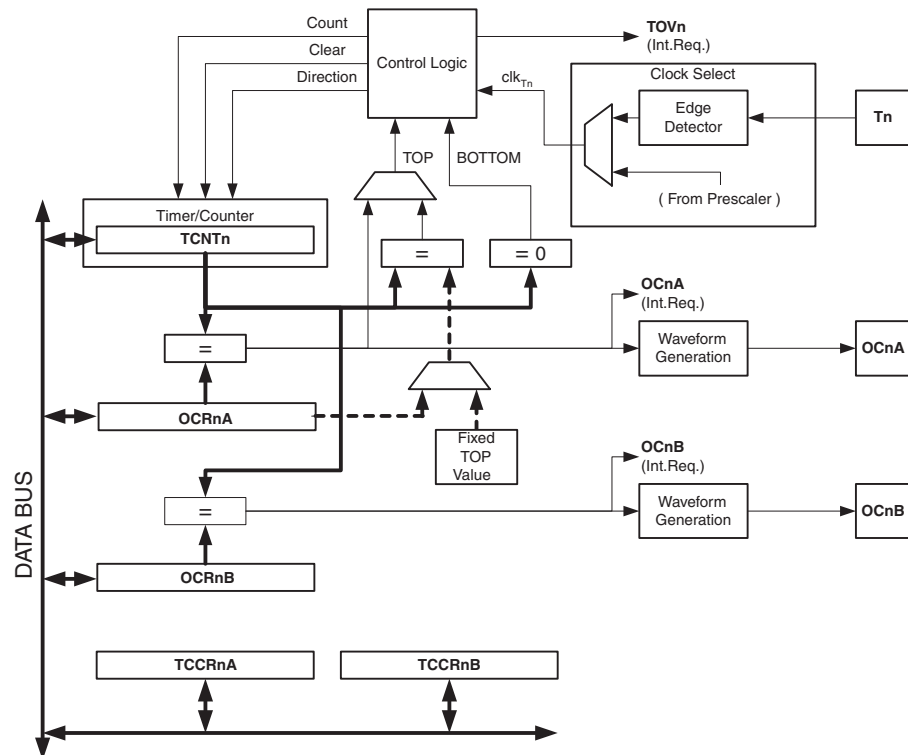 Count
Clear
Direction
Control Logic
TOVn
(Int.Req.)
clkTn
Clock Select
Edge
Detector
Tn
( From Prescaler )
TOP
BOTTOM
Timer/Counter
TCNTn
=
= 0
OCnA
(Int.Req.)
=
Waveform
Generation
OCnA
OCRnA
Fixed
TOP
Value
OCnB
(Int.Req.)
=
Waveform
Generation
OCnB
OCRnB
DATA BUS
TCCRnA
TCCRnB